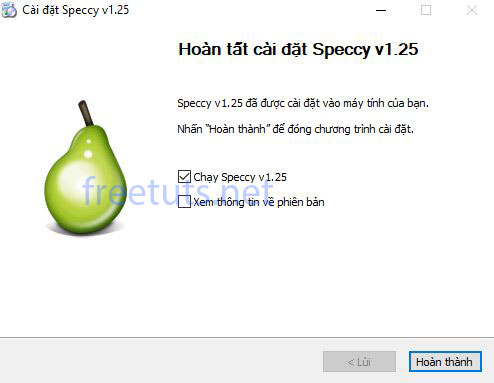 Cài đặt Speccy v1.25
Hoàn tất cài đặt Speccy v1.25
Speccy v1.25 đã được cài đặt vào máy tính của bạn.
Nhấn “Hoàn thành” để đóng chương trình cài đặt.
Chạy Speccy v1.25
freetuts.net
Xem thông tin về phiên bản
< Lùi
Hoàn thành